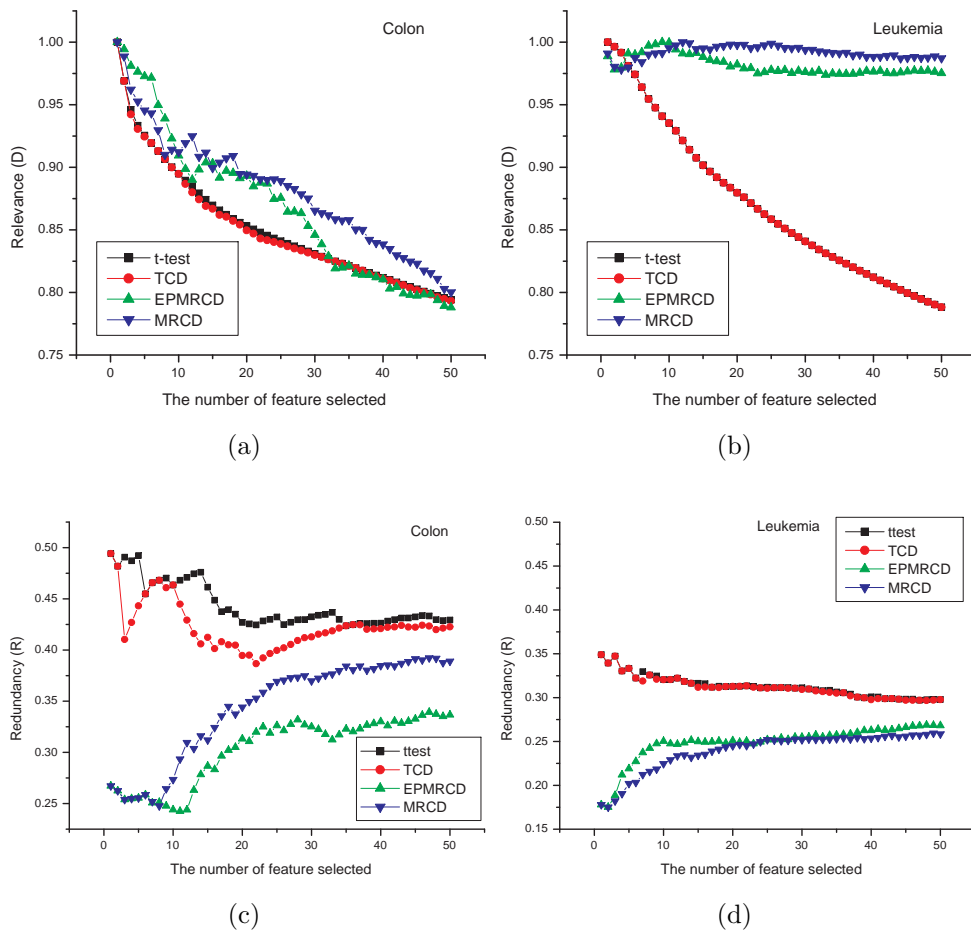 Colon
1.00
0.95
0.90
0.85
0.80
0.75
Relevance (D)
t-test
TCD
EPMRCD
MRCD
0 10 20 30 40 50
The number of feature selected
(a)
Leukemia
1.00
0.95
0.90
0.85
0.80
0.75
Relevance (D)
t-test
TCD
EPMRCD
MRCD
0 10 20 30 40 50
The number of feature selected
(b)
Colon
0.50
0.45
0.40
0.35
0.30
0.25
Redundancy (R)
ttest
TCD
EPMRCD
MRCD
0 10 20 30 40 50
The number of feature selected
(c)
Leukemia
0.50
0.45
0.40
0.35
0.30
0.25
0.20
0.15
Redundancy (R)
ttest
TCD
EPMRCD
MRCD
0 10 20 30 40 50
The number of feature selected
(d)